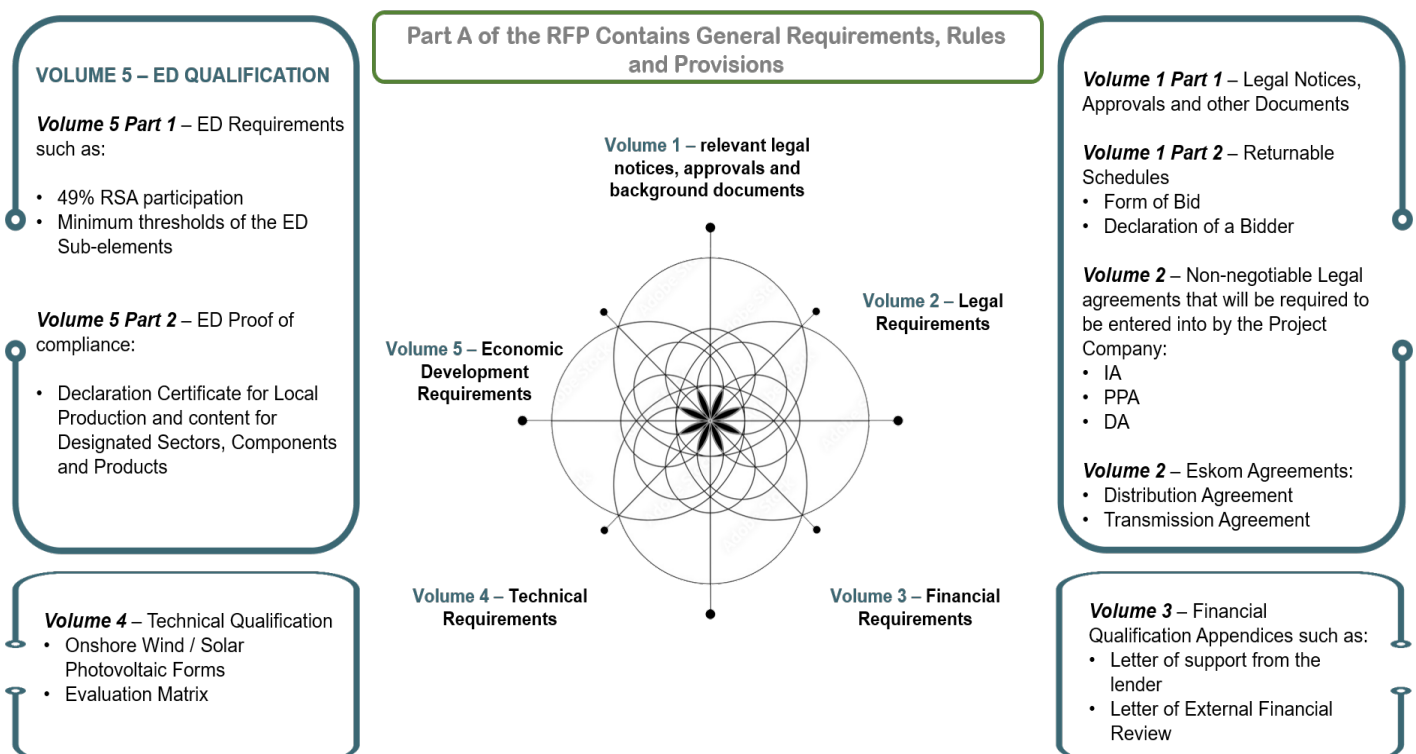 Part A of the RFP Contains General Requirements, Rules
and Provisions
VOLUME 5 – ED QUALIFICATION
Volume 5 Part 1 – ED Requirements
such as:
• 49% RSA participation
• Minimum thresholds of the ED
Sub-elements
Volume 5 Part 2 – ED Proof of
compliance:
• Declaration Certificate for Local
Production and content for
Designated Sectors, Components
and Products
Volume 4 – Technical Qualification
• Onshore Wind / Solar
Photovoltaic Forms
• Evaluation Matrix
Volume 1 – relevant legal
notices, approvals and
background documents
Volume 2 – Legal
Requirements
Volume 5 – Economic
Development
Requirements
Volume 4 – Technical
Requirements
Volume 3 – Financial
Requirements
Volume 1 Part 1 – Legal Notices,
Approvals and other Documents
Volume 1 Part 2 – Returnable
Schedules
• Form of Bid
• Declaration of a Bidder
Volume 2 – Non-negotiable Legal
agreements that will be required to
be entered into by the Project
Company:
• IA
• PPA
• DA
Volume 2 – Eskom Agreements:
• Distribution Agreement
• Transmission Agreement
Volume 3 – Financial
Qualification Appendices such as:
• Letter of support from the
lender
• Letter of External Financial
Review